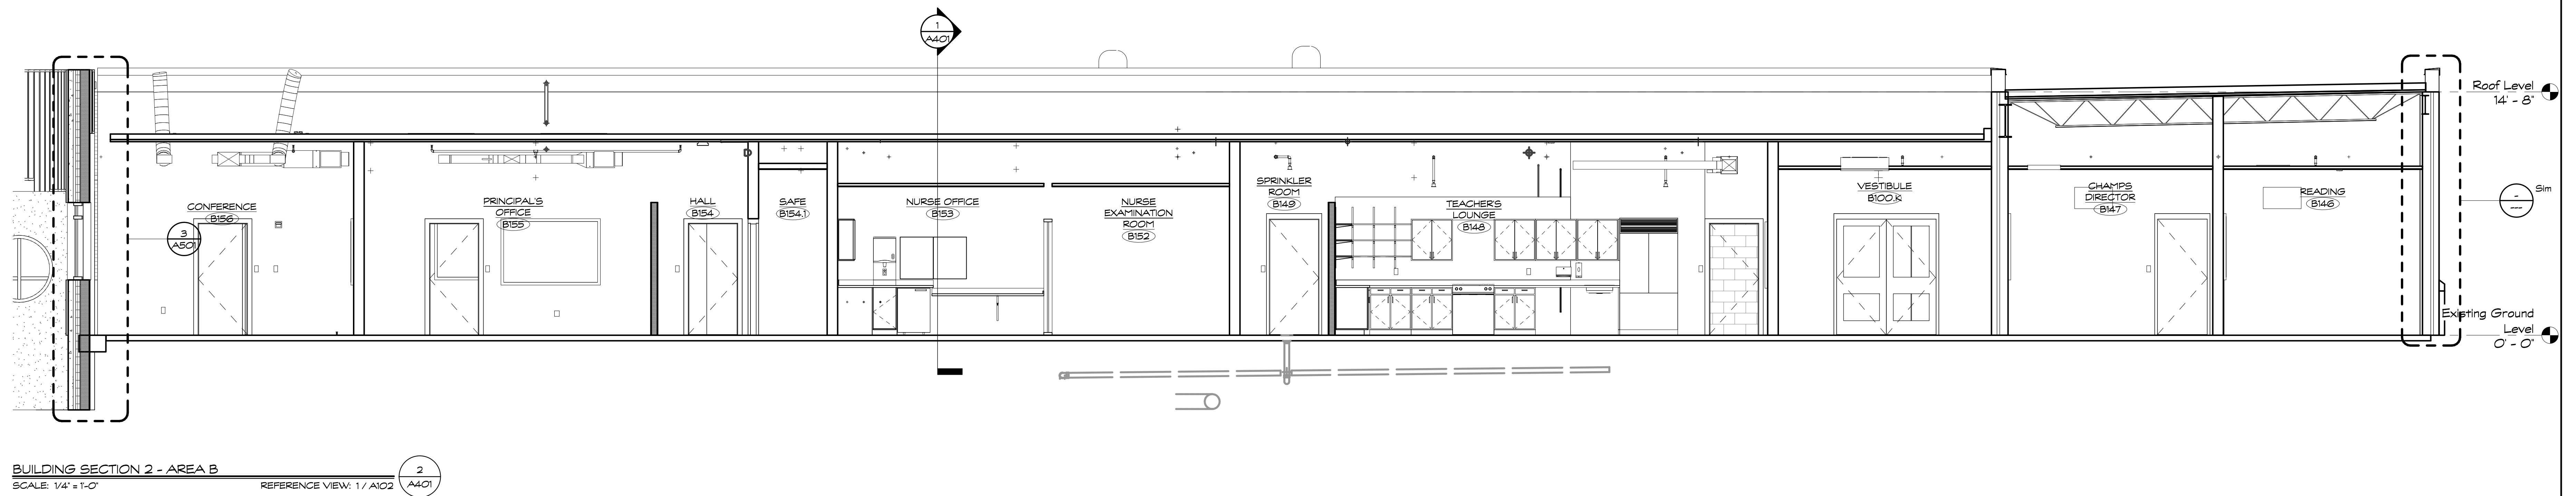 1
A401
Roof Level
14' - 8"
CONFERENCE
B156
PRINCIPAL'S
OFFICE
B155
HALL
B154
SAFE
B154.1
NURSE OFFICE
B153
NURSE
EXAMINATION
ROOM
B152
SPRINKLER
ROOM
B149
TEACHER'S
LOUNGE
B148
VESTIBULE
B100.K
CHAMPS
DIRECTOR
B147
READING
B146
Sim
-
---
3
A501
Existing Ground
Level
0' - 0"
BUILDING SECTION 2 - AREA B
SCALE: 1/4" = 1'-0"
REFERENCE VIEW: 1 / A102
2
A401